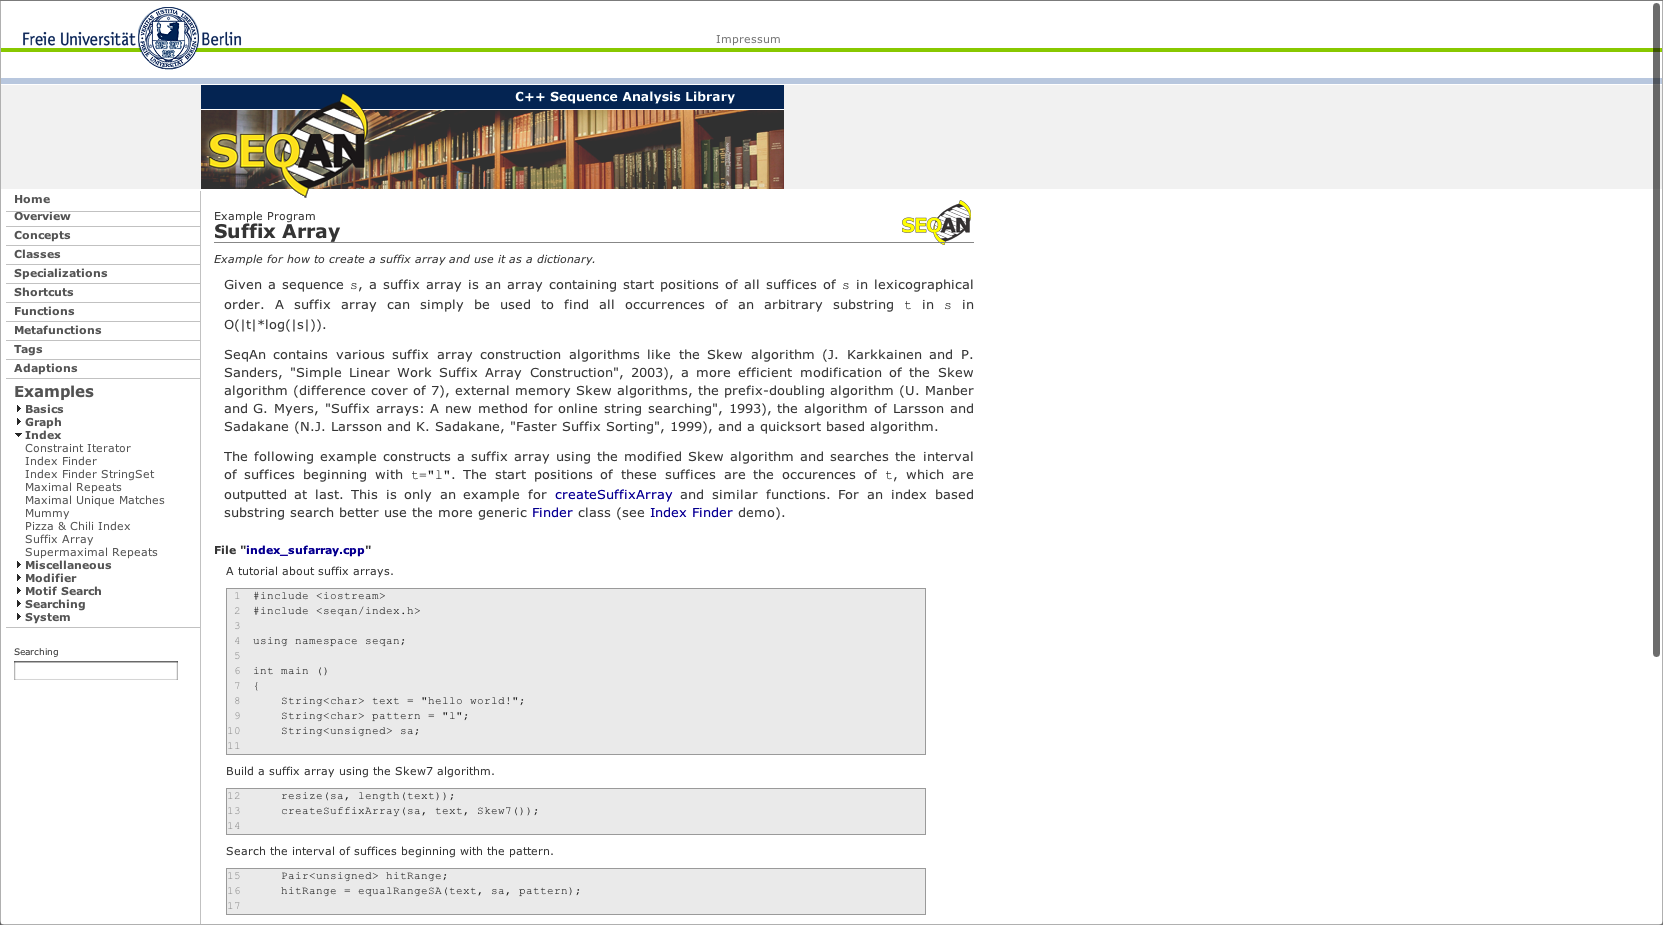 Freie Universität Berlin
Impressum
C++ Sequence Analysis Library
SEQAN
Home
Overview
Concepts
Classes
Specializations
Shortcuts
Functions
Metafunctions
Tags
Adaptions
Examples
Basics
Graph
Index
Constraint Iterator
Index Finder
Index Finder StringSet
Maximal Repeats
Maximal Unique Matches
Mummy
Pizza & Chili Index
Suffix Array
Supermaximal Repeats
Miscellaneous
Modifier
Motif Search
Searching
System
Searching
Example Program
Suffix Array
SEQAN
Example for how to create a suffix array and use it as a dictionary.
Given a sequence s, a suffix array is an array containing start positions of all suffices of s in lexicographical
order. A suffix array can simply be used to find all occurrences of an arbitrary substring t in s in
O(|t|*log(|s|)).
SeqAn contains various suffix array construction algorithms like the Skew algorithm (J. Karkkainen and P.
Sanders, "Simple Linear Work Suffix Array Construction", 2003), a more efficient modification of the Skew
algorithm (difference cover of 7), external memory Skew algorithms, the prefix-doubling algorithm (U. Manber
and G. Myers, "Suffix arrays: A new method for online string searching", 1993), the algorithm of Larsson and
Sadakane (N.J. Larsson and K. Sadakane, "Faster Suffix Sorting", 1999), and a quicksort based algorithm.
The following example constructs a suffix array using the modified Skew algorithm and searches the interval
of suffices beginning with t="l". The start positions of these suffices are the occurences of t, which are
outputted at last. This is only an example for createSuffixArray and similar functions. For an index based
substring search better use the more generic Finder class (see Index Finder demo).
File "index_sufarray.cpp"
A tutorial about suffix arrays.
1 #include <iostream>
2 #include <seqan/index.h>
3
4 using namespace seqan;
5
6 int main ()
7 {
8     String<char> text = "hello world!";
9     String<char> pattern = "l";
10     String<unsigned> sa;
11
Build a suffix array using the Skew7 algorithm.
12     resize(sa, length(text));
13     createSuffixArray(sa, text, Skew7());
14
Search the interval of suffices beginning with the pattern.
15     Pair<unsigned> hitRange;
16     hitRange = equalRangeSA(text, sa, pattern);
17